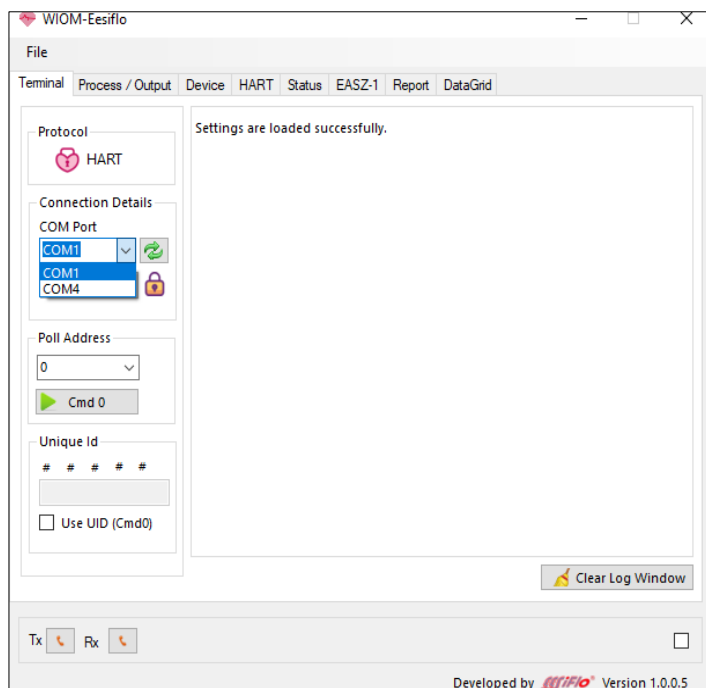 WIOM-Eesiflo
File
Terminal Process / Output Device HART Status EASZ-1 Report DataGrid
Protocol
HART
Connection Details
COM Port
COM1
COM1
COM4
Poll Address
0
Cmd 0
Unique Id
# # # # #
Use UID (Cmd0)
Settings are loaded successfully.
Clear Log Window
Tx Rx
Developed by eesiFlo® Version 1.0.0.5